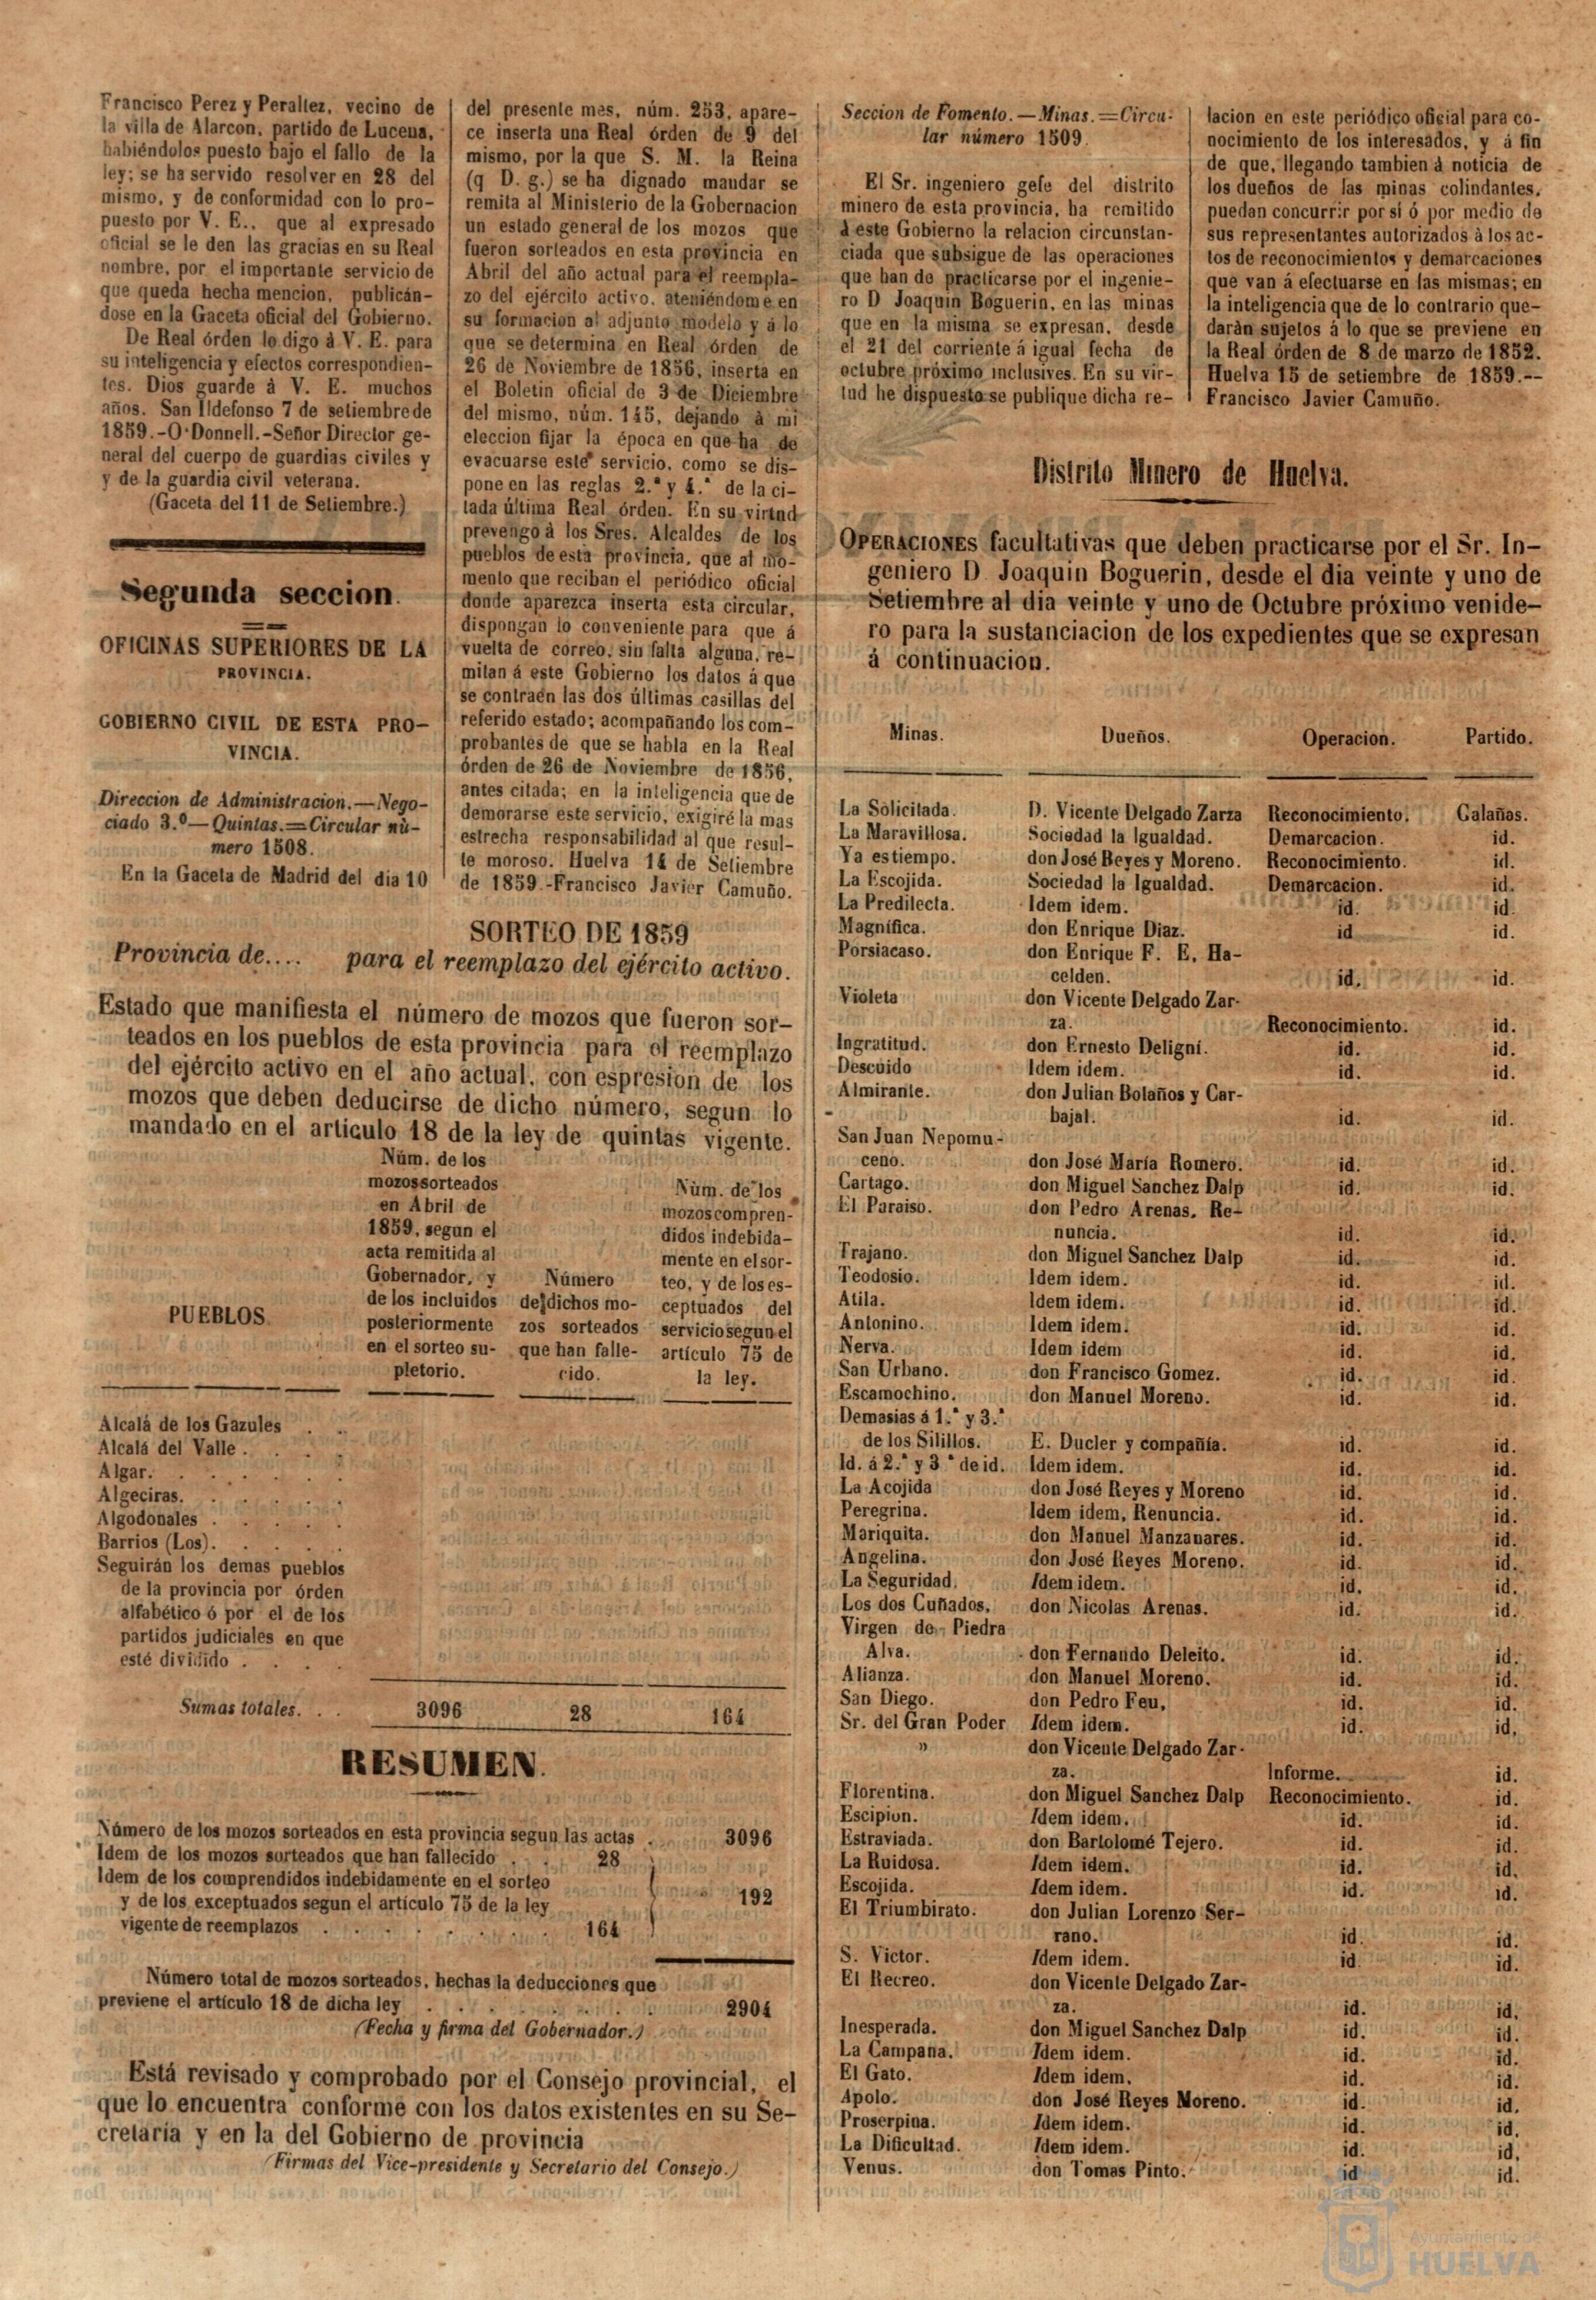 Francisco Perez y Peraltez, vecino de
la villa de Alarcon, partido de Lucena,
habiéndolos puesto bajo el fallo de la
ley; se ha servido resolver en 28 del
mismo, y de conformidad con lo pro-
puesto por V. E., que al expresado
oficial se le den las gracias en su Real
nombre, por el importante servicio de
que queda hecha mencion, publicán-
dose en la Gaceta oficial del Gobierno.
De Real órden lo digo á V. E. para
su inteligencia y efectos correspondien-
tes. Dios guarde á V. E. muchos
años. San Ildefonso 7 de setiembre de
1859.-O'Donnell.-Señor Director ge-
neral del cuerpo de guardias civiles y
y de la guardia civil veterana.
(Gaceta del 11 de Setiembre.)
Segunda seccion.
OFICINAS SUPERIORES DE LA
PROVINCIA.
GOBIERNO CIVIL DE ESTA PRO-
VINCIA.
Direccion de Administracion.—Nego-
ciado 3.º—Quintas.=Circular nù-
mero 1508.
En la Gaceta de Madrid del dia 10
del presente mes, núm. 253, apare-
ce inserta una Real órden de 9 del
mismo, por la que S. M. la Reina
(q D. g.) se ha dignado mandar se
remita al Ministerio de la Gobernacion
un estado general de los mozos que
fueron sorteados en esta provincia en
Abril del año actual para el reempla-
zo del ejército activo, ateniéndome en
su formacion al adjunto modelo y á lo
que se determina en Real órden de
26 de Noviembre de 1856, inserta en
el Boletin oficial de 3 de Diciembre
del mismo, núm. 145, dejando à mi
eleccion fijar la época en que ha de
evacuarse este servicio, como se dis-
pone en las reglas 2.ª y 4.ª de la ci-
tada última Real órden. En su virtud
prevengo à los Sres. Alcaldes de los
pueblos de esta provincia, que al mo-
mento que reciban el periódico oficial
donde aparezca inserta esta circular,
dispongan lo conveniente para que á
vuelta de correo, sin falta alguna, re-
mitan á este Gobierno los datos á que
se contraen las dos últimas casillas del
referido estado; acompañando los com-
probantes de que se habla en la Real
órden de 26 de Noviembre de 1856,
antes citada; en la inteligencia que de
demorarse este servicio, exigiré la mas
estrecha responsabilidad al que resul-
te moroso. Huelva 14 de Setiembre
de 1859.-Francisco Javier Camuño.
SORTEO DE 1859
Provincia de.... para el reemplazo del ejército activo.
Estado que manifiesta el número de mozos que fueron sor-
teados en los pueblos de esta provincia para el reemplazo
del ejército activo en el año actual, con espresion de los
mozos que deben deducirse de dicho número, segun lo
mandado en el articulo 18 de la ley de quintas vigente.
PUEBLOS
Núm. de los
mozos sorteados
en Abril de
1859, segun el
acta remitida al
Gobernador, y
de los incluidos
posteriormente
en el sorteo su-
pletorio.
Número
de dichos mo-
zos sorteados
que han falle-
cido.
Nùm. de los
mozos compren-
didos indebida-
mente en el sor-
teo, y de los es-
ceptuados del
servicio segun el
artículo 75 de
la ley.
Alcalá de los Gazules . .
Alcalá del Valle . . . .
Algar. . . . . .
Algeciras. . . . . .
Algodonales . . . . .
Barrios (Los). . . . .
Seguirán los demas pueblos
de la provincia por órden
alfabético ó por el de los
partidos judiciales en que
esté dividido . . . .
Sumas totales. . . 3096 28 164
RESUMEN.
Número de los mozos sorteados en esta provincia segun las actas . 3096
Idem de los mozos sorteados que han fallecido . . 28
Idem de los comprendidos indebidamente en el sorteo
y de los exceptuados segun el artículo 75 de la ley 192
vigente de reemplazos . . . . . . . 164
Número total de mozos sorteados, hechas la deducciones que
previene el artículo 18 de dicha ley . . . . . . . 2904
(Fecha y firma del Gobernador.)
Está revisado y comprobado por el Consejo provincial, el
que lo encuentra conforme con los datos existentes en su Se-
cretaría y en la del Gobierno de provincia
(Firmas del Vice-presidente y Secretario del Consejo.)
Seccion de Fomento.—Minas.=Circu-
lar número 1509.
El Sr. ingeniero gefe del distrito
minero de esta provincia, ha remitido
á este Gobierno la relacion circunstan-
ciada que subsigue de las operaciones
que han de practicarse por el ingenie-
ro D Joaquin Boguerin, en las minas
que en la misma se expresan, desde
el 21 del corriente á igual fecha de
octubre próximo inclusives. En su vir-
tud he dispuesto se publique dicha re-
lacion en este periódico oficial para co-
nocimiento de los interesados, y á fin
de que, llegando tambien à noticia de
los dueños de las minas colindantes,
puedan concurrir por sí ó por medio de
sus representantes autorizados à los ac-
tos de reconocimientos y demarcaciones
que van á efectuarse en las mismas; en
la inteligencia que de lo contrario que-
daràn sujetos á lo que se previene en
la Real órden de 8 de marzo de 1852.
Huelva 15 de setiembre de 1859.--
Francisco Javier Camuño.
Distrito Minero de Huelva.
OPERACIONES facultativas que deben practicarse por el Sr. In-
geniero D. Joaquin Boguerin, desde el dia veinte y uno de
Setiembre al dia veinte y uno de Octubre próximo venide-
ro para la sustanciacion de los expedientes que se expresan
á continuacion.
Minas. Dueños. Operacion. Partido.
La Solicitada. D. Vicente Delgado Zarza Reconocimiento. Calañas.
La Maravillosa. Sociedad la Igualdad. Demarcacion. id.
Ya es tiempo. don José Reyes y Moreno. Reconocimiento. id.
La Escojida. Sociedad la Igualdad. Demarcacion. id.
La Predilecta. Idem idem. id. id.
Magnífica. don Enrique Diaz. id id.
Porsiacaso. don Enrique F. E, Ha-
celden. id. id.
Violeta don Vicente Delgado Zar-
za. Reconocimiento. id.
Ingratitud. don Ernesto Deligni. id. id.
Descuido Idem idem. id. id.
Almirante. don Julian Bolaños y Car-
bajal. id. id.
San Juan Nepomu-
ceno. don José María Romero. id. id.
Cartago. don Miguel Sanchez Dalp id. id.
El Paraiso. don Pedro Arenas, Re-
nuncia. id. id.
Trajano. don Miguel Sanchez Dalp id. id.
Teodosio. Idem idem. id. id.
Atila. Idem idem. id. id.
Antonino. Idem idem. id. id.
Nerva. Idem idem id. id.
San Urbano. don Francisco Gomez. id. id.
Escamochino. don Manuel Moreno. id. id.
Demasias á 1.ª y 3.ª
de los Silillos. E. Ducler y compañía. id. id.
Id. á 2.ª y 3 ª de id. Idem idem. id. id.
La Acojida don José Reyes y Moreno id. id.
Peregrina. Idem idem, Renuncia. id. id.
Mariquita. don Manuel Manzanares. id. id.
Angelina. don José Reyes Moreno. id. id.
La Seguridad. Idem idem. id. id.
Los dos Cuñados, don Nicolas Arenas. id. id.
Virgen de Piedra
Alva. don Fernando Deleito. id. id.
Alianza. don Manuel Moreno. id. id.
San Diego. don Pedro Feu, id. id.
Sr. del Gran Poder Idem idem. id. id.
» don Vicente Delgado Zar-
za. Informe. id.
Florentina. don Miguel Sanchez Dalp Reconocimiento. id.
Escipion. Idem idem. id. id.
Estraviada. don Bartolomé Tejero. id. id.
La Ruidosa. Idem idem. id. id.
Escojida. Idem idem. id. id.
El Triumbirato. don Julian Lorenzo Ser-
rano. id. id.
S. Victor. Idem idem. id. id.
El Recreo. don Vicente Delgado Zar-
za. id. id.
Inesperada. don Miguel Sanchez Dalp id. id.
La Campana. Idem idem. id. id.
El Gato. Idem idem. id. id.
Apolo. don José Reyes Moreno. id. id.
Proserpina. Idem idem. id. id.
La Dificultad. Idem idem. id. id.
Venus. don Tomas Pinto. id id.
Ayuntamiento de
HUELVA